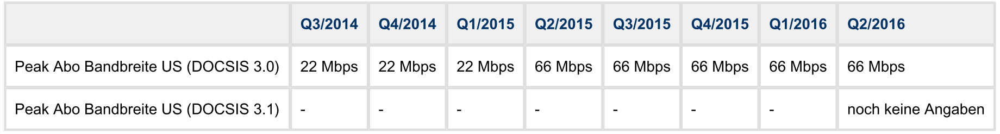 Q3/2014 Q4/2014 Q1/2015 Q2/2015 Q3/2015 Q4/2015 Q1/2016 Q2/2016
Peak Abo Bandbreite US (DOCSIS 3.0) 22 Mbps 22 Mbps 22 Mbps 66 Mbps 66 Mbps 66 Mbps 66 Mbps 66 Mbps
Peak Abo Bandbreite US (DOCSIS 3.1) - - - - - - - noch keine Angaben